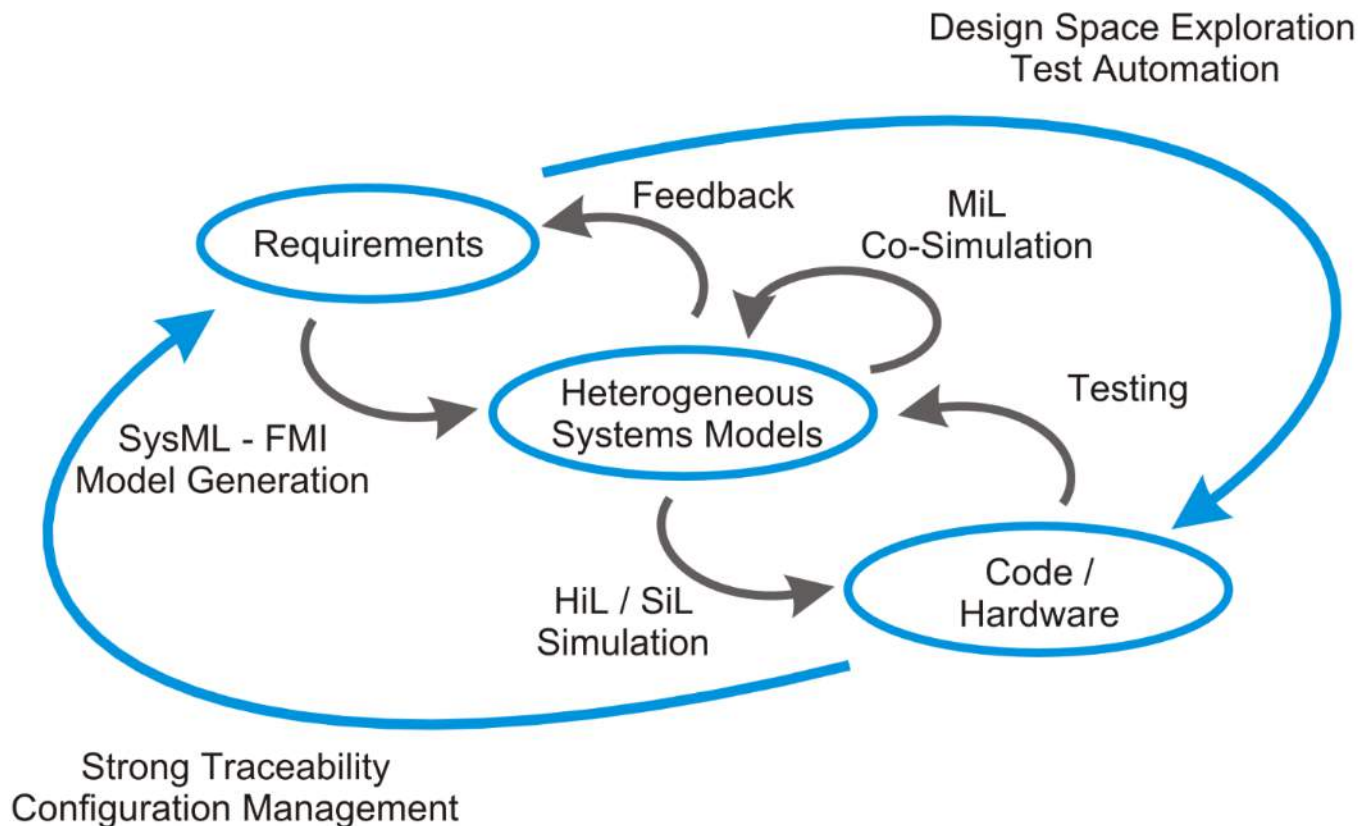 Design Space Exploration
Test Automation
Feedback
MiL
Co-Simulation
Requirements
Heterogeneous
Systems Models
Testing
SysML - FMI
Model Generation
HiL / SiL
Simulation
Code /
Hardware
Strong Traceability
Configuration Management